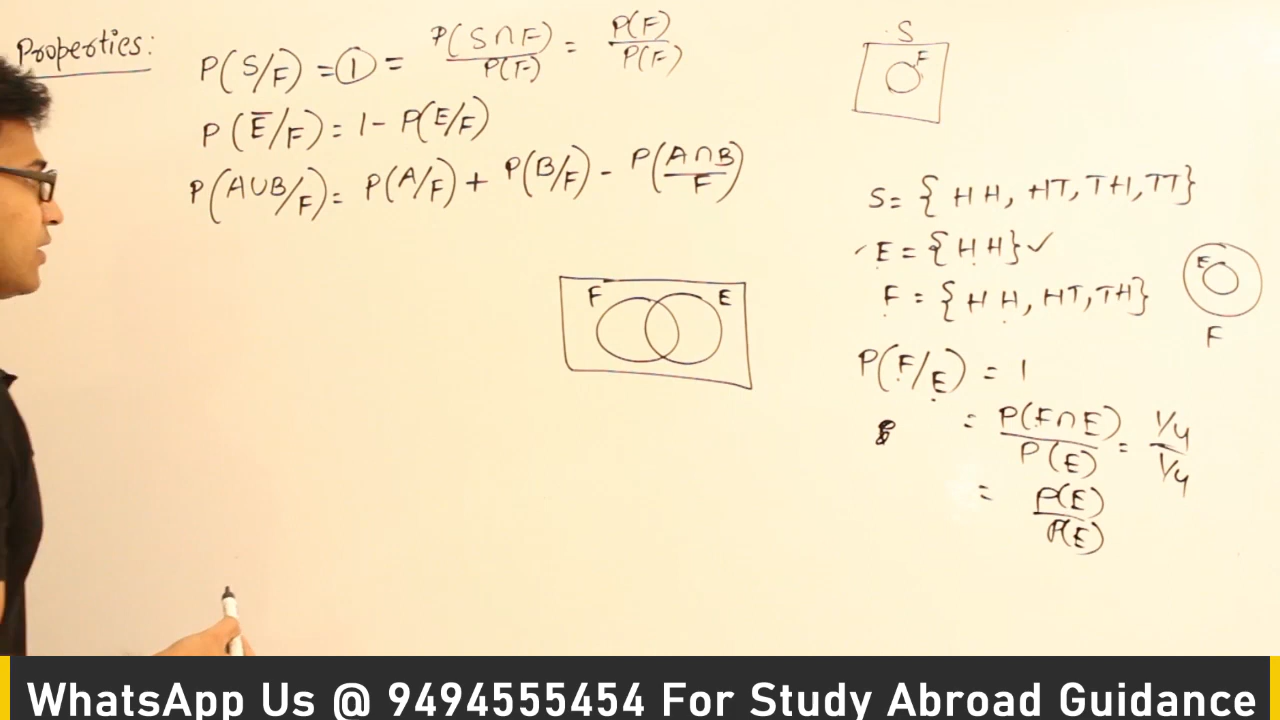 Properties:
P(S/F) = 1 = P(S∩F)/P(F) = P(F)/P(F)
P(E̅/F) = 1 - P(E/F)
P(A∪B/F) = P(A/F) + P(B/F) - P(A∩B/F)
F E
S
F
S = { HH, HT, TH, TT}
E = {HH} ✓
F = {HH, HT, TH}
E
F
P(F/E) = 1
= P(F∩E)/P(E) = 1/4 / 1/4
= P(E)/P(E)
WhatsApp Us @ 9494555454 For Study Abroad Guidance